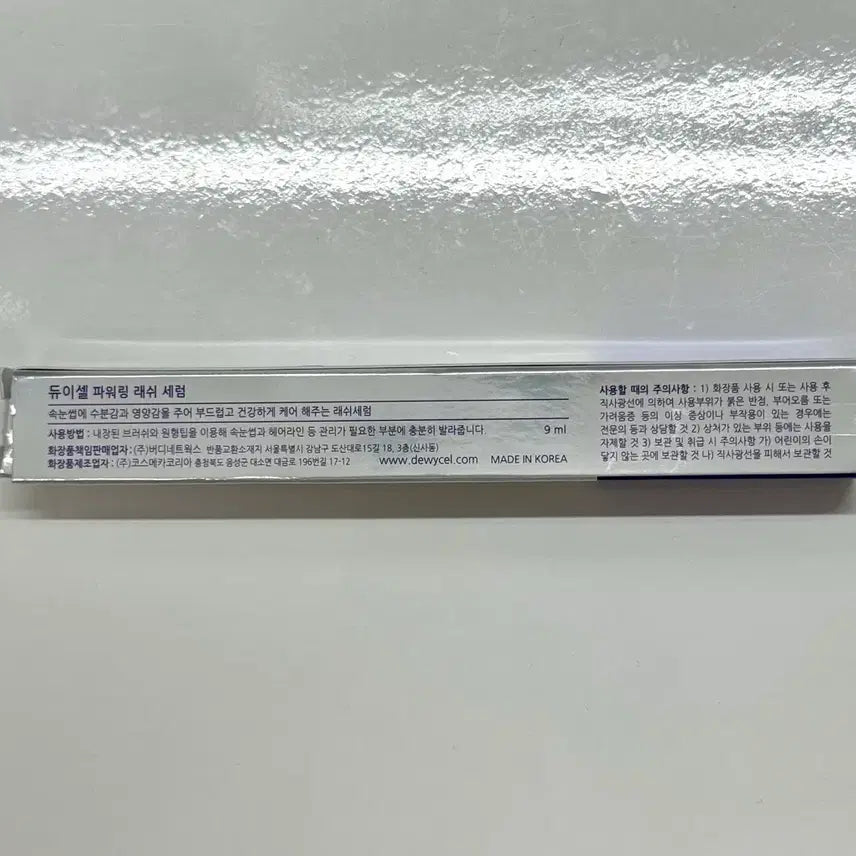 듀이셀 파워링 래쉬 세럼
속눈썹에 수분감과 영양감을 주어 부드럽고 건강하게 케어 해주는 래쉬세럼
사용방법 : 내장된 브러쉬와 원형팁을 이용해 속눈썹과 헤어라인 등 관리가 필요한 부분에 충분히 발라줍니다. 9 ml
화장품책임판매업자 : (주)버디네트웍스 반품교환소재지 서울특별시 강남구 도산대로15길 18, 3층(신사동)
화장품제조업자 : (주)코스메카코리아 충청북도 음성군 대소면 대금로 196번길 17-12 www.dewycel.com MADE IN KOREA
사용할 때의 주의사항 : 1) 화장품 사용 시 또는 사용 후
직사광선에 의하여 사용부위가 붉은 반점, 부어오름 또는
가려움증 등의 이상 증상이나 부작용이 있는 경우에는
전문의 등과 상담할 것 2) 상처가 있는 부위 등에는 사용을
자제할 것 3) 보관 및 취급 시 주의사항 가) 어린이의 손이
닿지 않는 곳에 보관할 것 나) 직사광선을 피해서 보관할 것